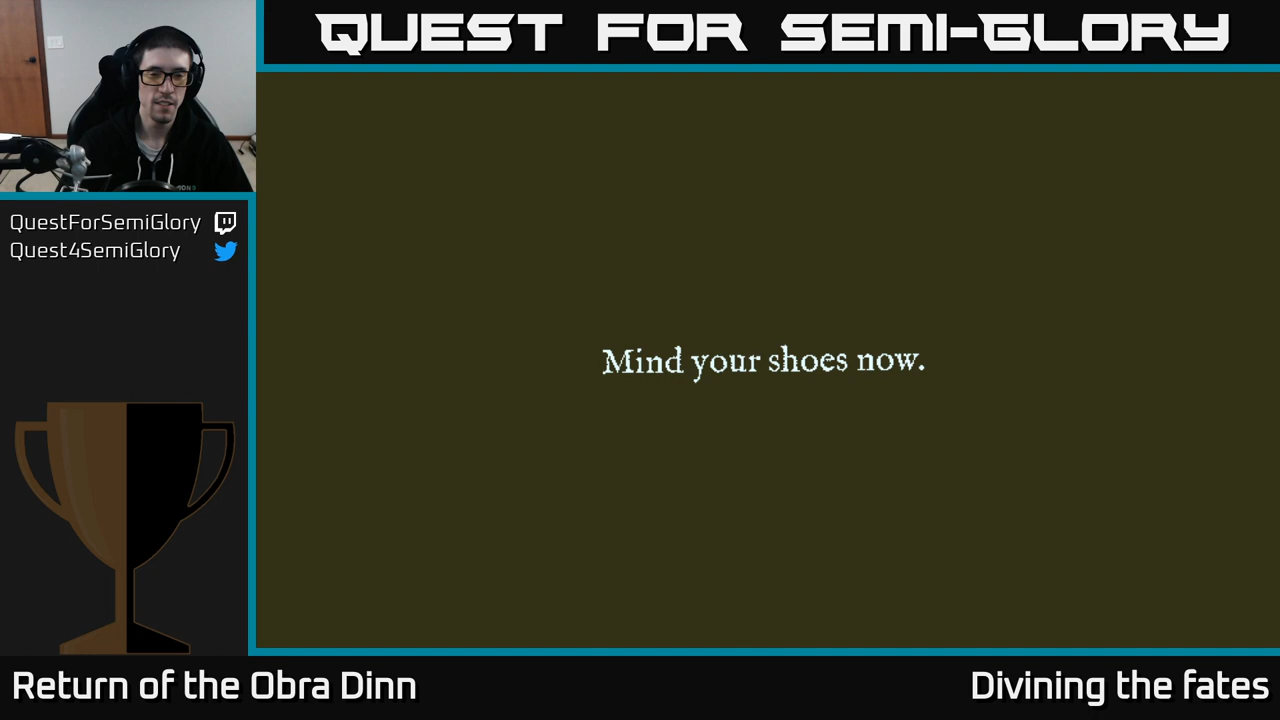 QUEST FOR SEMI-GLORY
QuestForSemiGlory
Quest4SemiGlory
Mind your shoes now.
Return of the Obra Dinn
Divining the fates